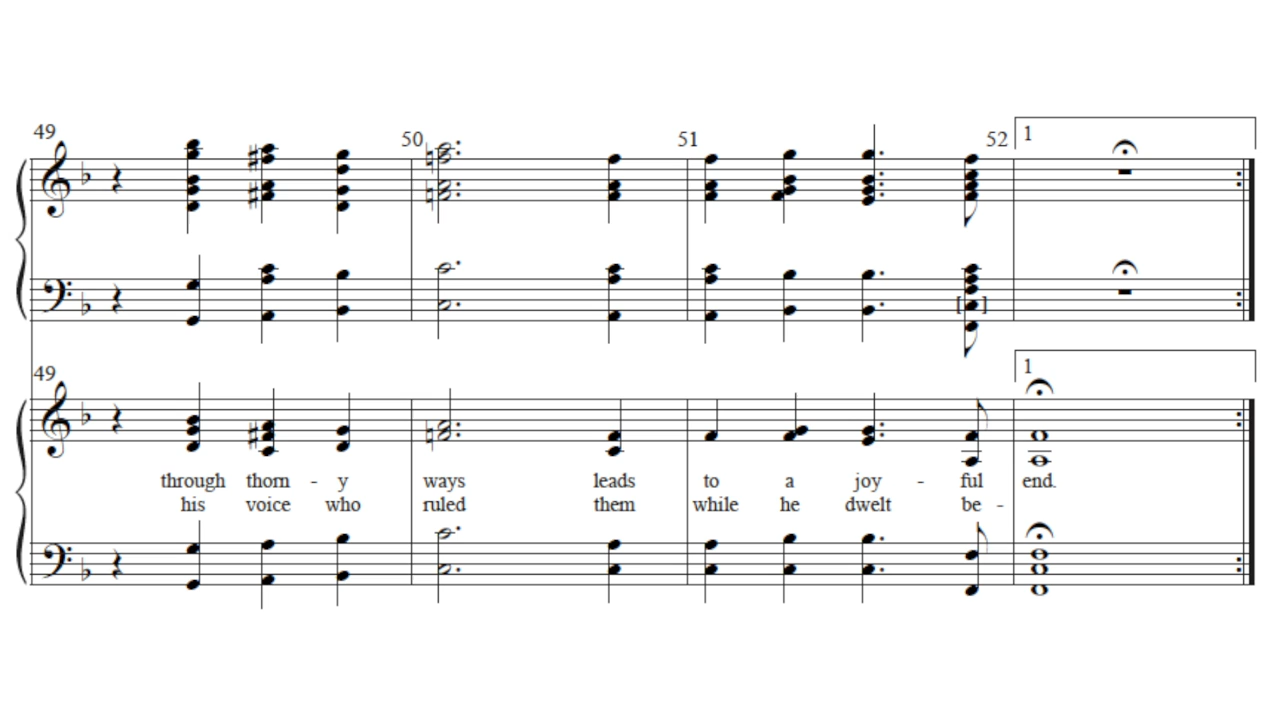 49 50 51 52 1
[ ]
49 1
through thorn - y ways leads to a joy - ful end.
his voice who ruled them while he dwelt be -